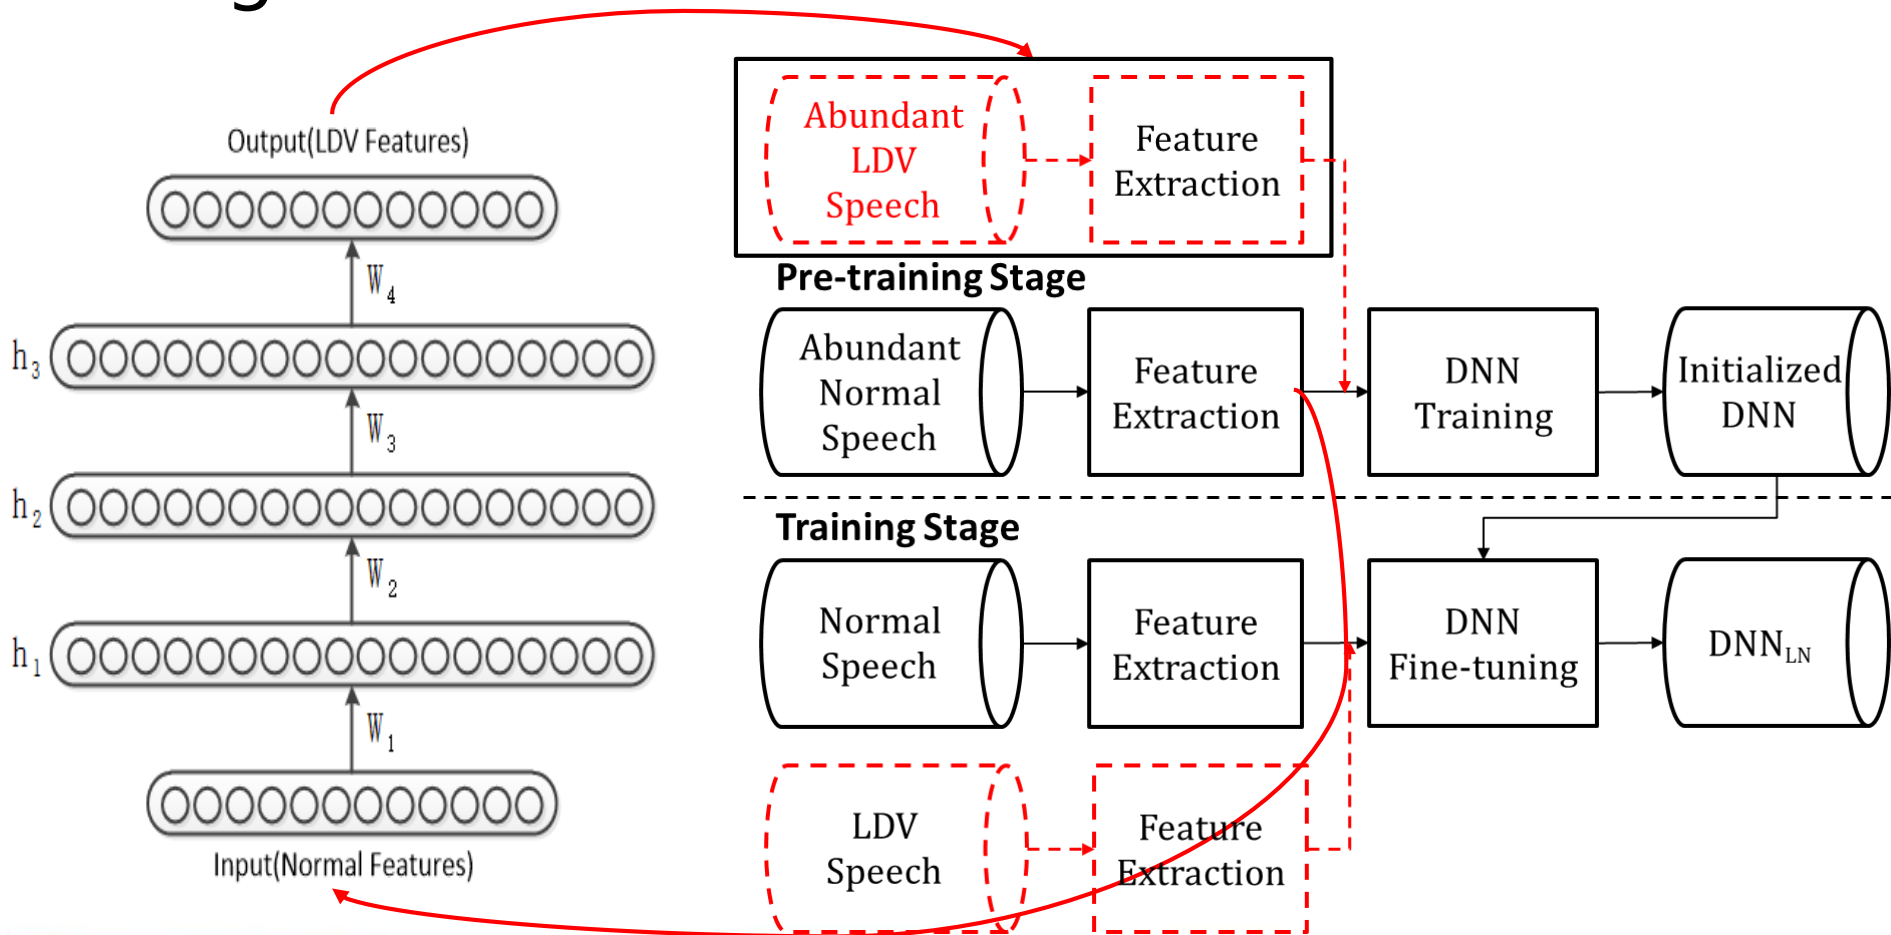 Output(LDV Features)
W4
h3
W3
h2
W2
h1
W1
Input(Normal Features)
Abundant
LDV
Speech
Feature
Extraction
Pre-training Stage
Abundant
Normal
Speech
Feature
Extraction
DNN
Training
Initialized
DNN
Training Stage
Normal
Speech
Feature
Extraction
DNN
Fine-tuning
DNNLN
LDV
Speech
Feature
Extraction